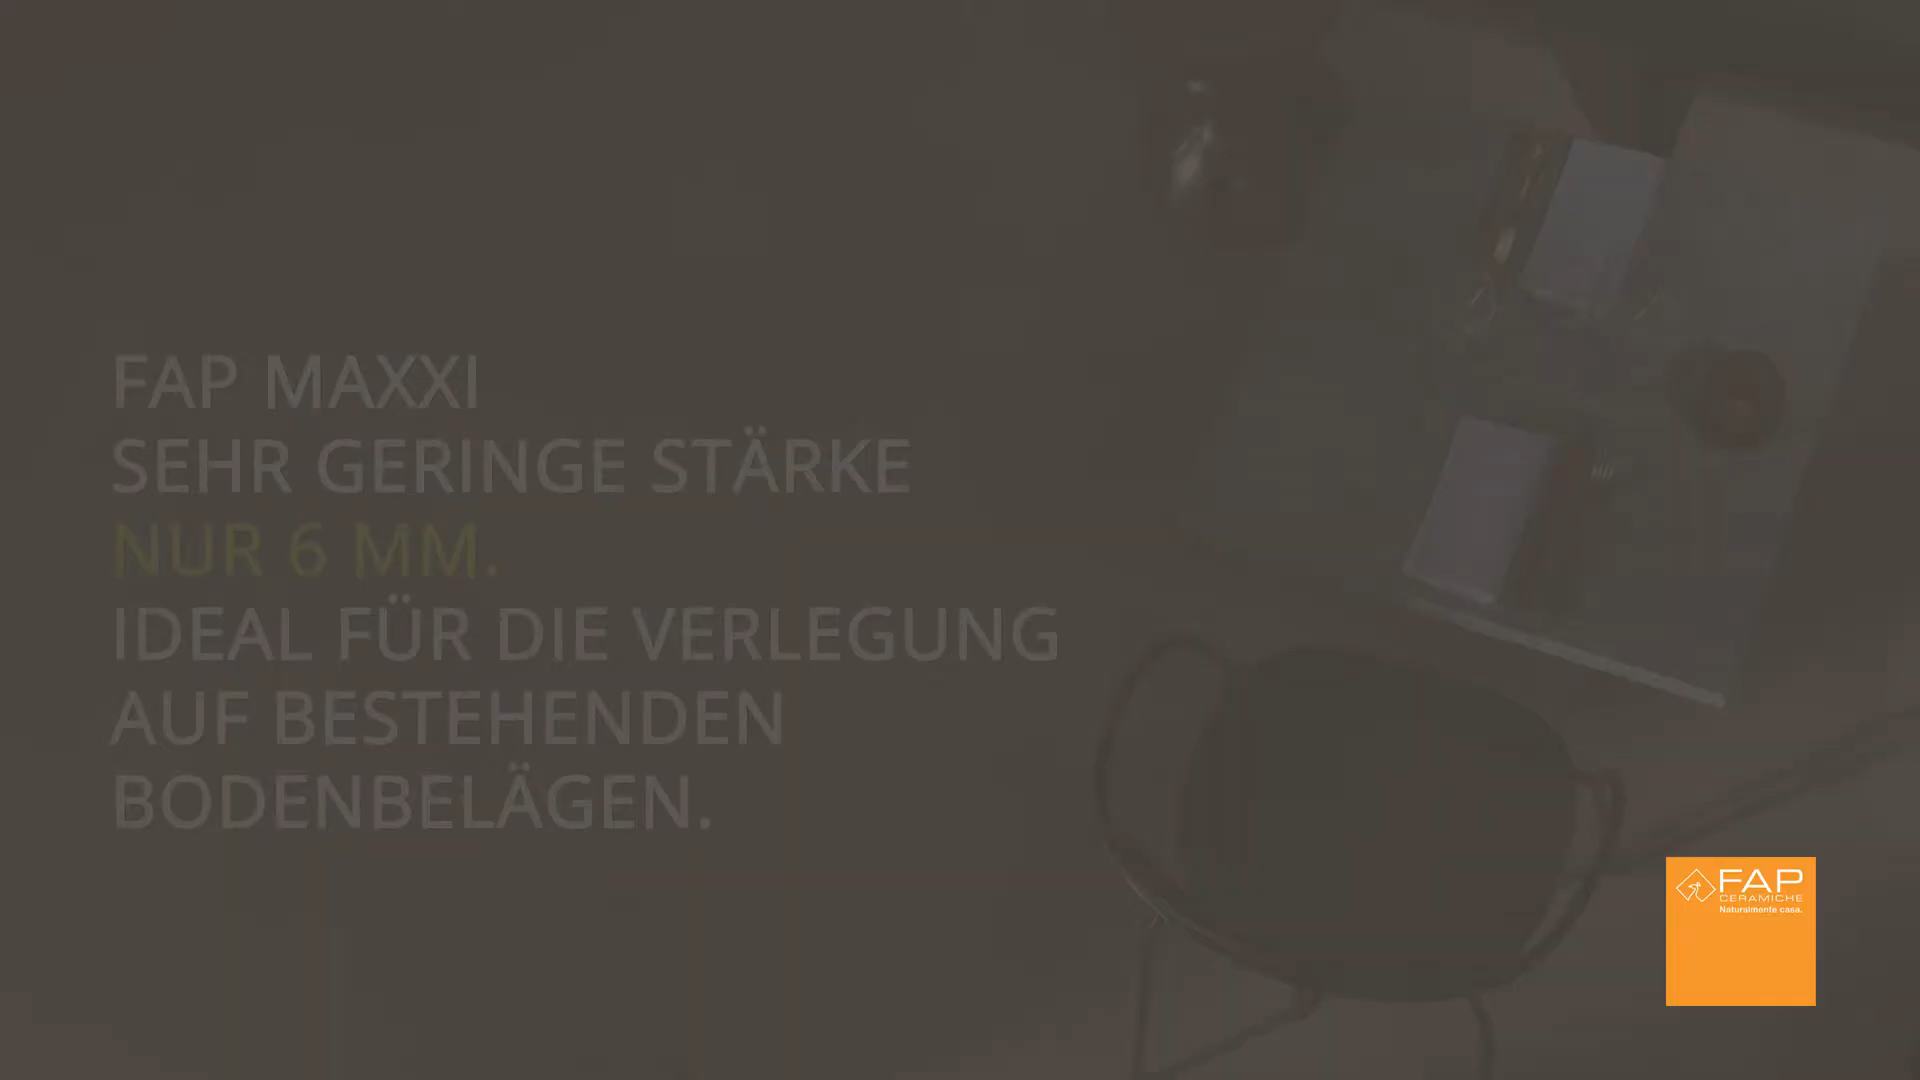 FAP MAXXI
SEHR GERINGE STÄRKE
NUR 6 MM.
IDEAL FÜR DIE VERLEGUNG
AUF BESTEHENDEN
BODENBELÄGEN.
FAP
CERAMICHE
Naturalmente casa.